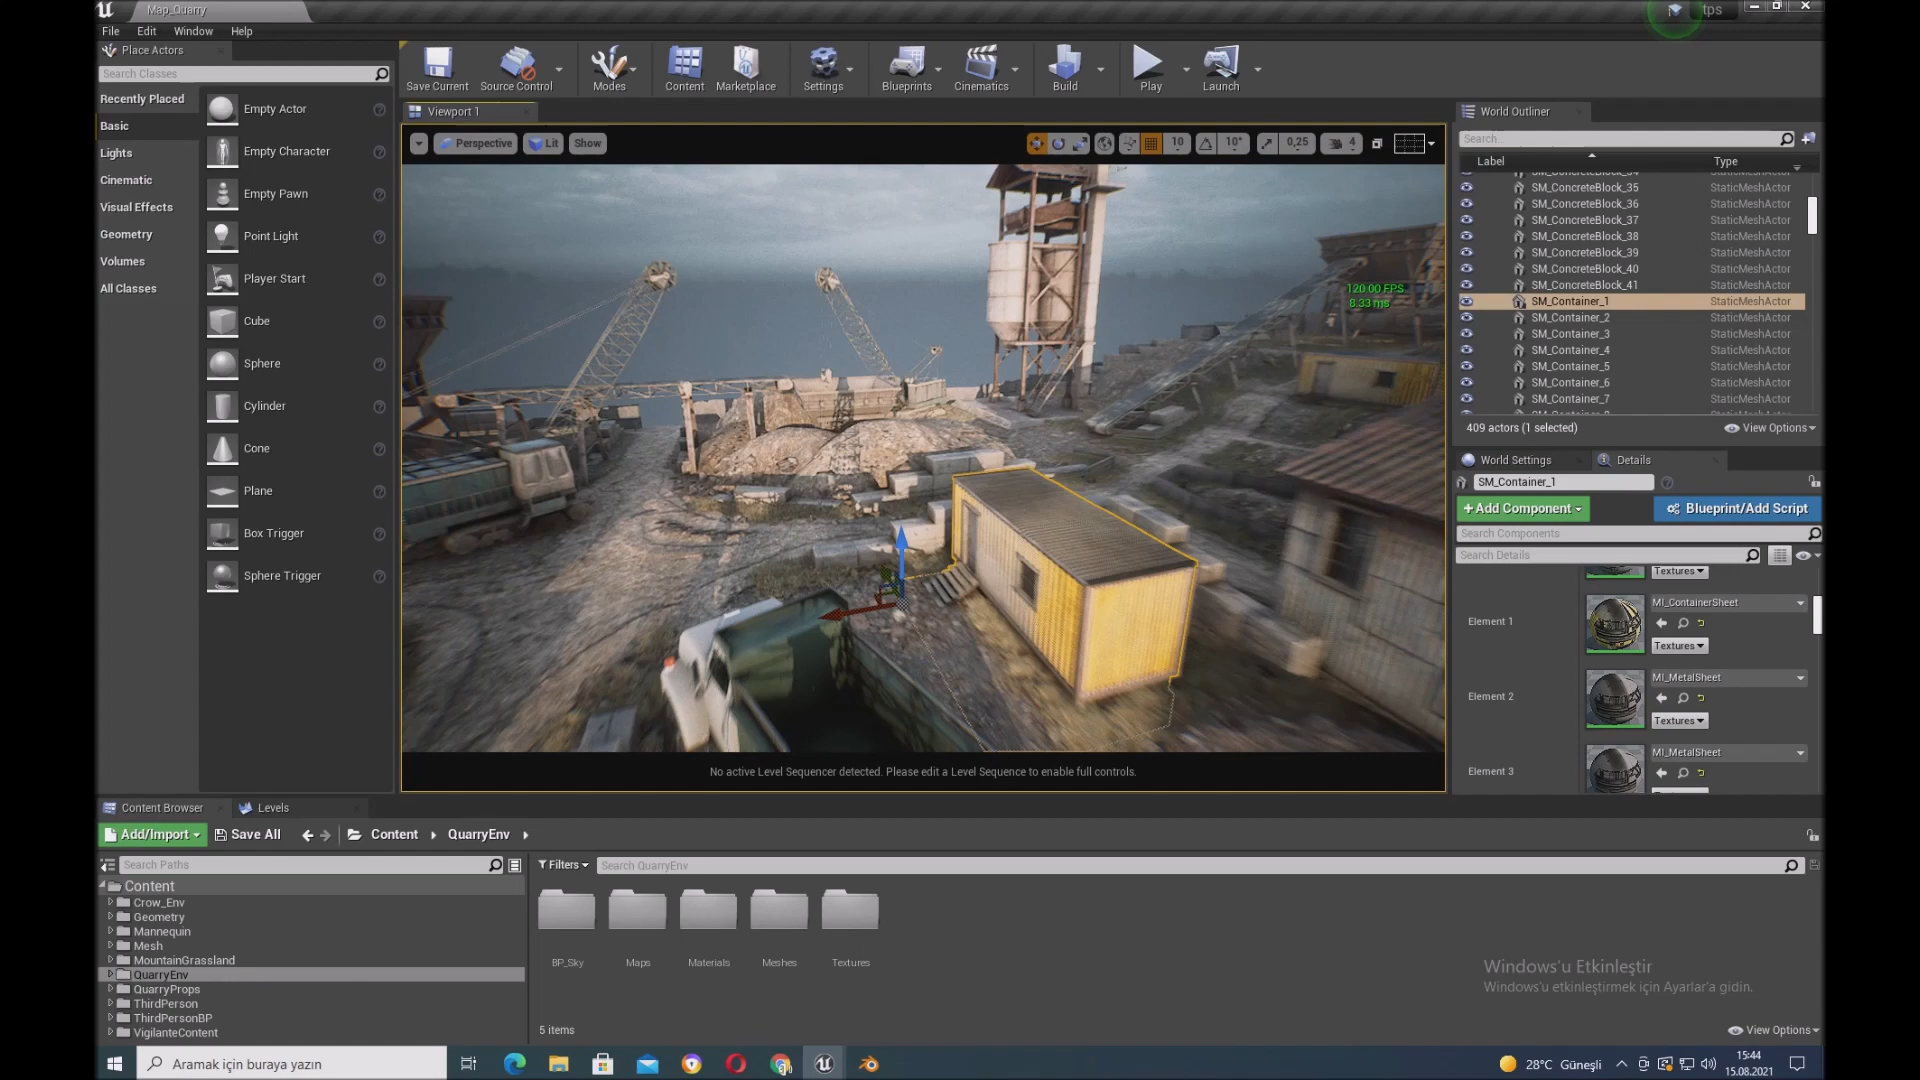 Map_Quarry
tps
File Edit Window Help
Place Actors
Search Classes
Recently Placed
Basic
Lights
Cinematic
Visual Effects
Geometry
Volumes
All Classes
Empty Actor
Empty Character
Empty Pawn
Point Light
Player Start
Cube
Sphere
Cylinder
Cone
Plane
Box Trigger
Sphere Trigger
Save Current Source Control Modes Content Marketplace Settings Blueprints Cinematics Build Play Launch
Viewport 1
Perspective Lit Show 10 10° 0,25 4
120.00 FPS
8.33 ms
No active Level Sequencer detected. Please edit a Level Sequence to enable full controls.
World Outliner
Search...
Label Type
SM_ConcreteBlock_34 StaticMeshActor
SM_ConcreteBlock_35 StaticMeshActor
SM_ConcreteBlock_36 StaticMeshActor
SM_ConcreteBlock_37 StaticMeshActor
SM_ConcreteBlock_38 StaticMeshActor
SM_ConcreteBlock_39 StaticMeshActor
SM_ConcreteBlock_40 StaticMeshActor
SM_ConcreteBlock_41 StaticMeshActor
SM_Container_1 StaticMeshActor
SM_Container_2 StaticMeshActor
SM_Container_3 StaticMeshActor
SM_Container_4 StaticMeshActor
SM_Container_5 StaticMeshActor
SM_Container_6 StaticMeshActor
SM_Container_7 StaticMeshActor
409 actors (1 selected) View Options
World Settings Details
SM_Container_1
+Add Component Blueprint/Add Script
Search Components
Search Details
Textures
Element 1 MI_ContainerSheet
Textures
Element 2 MI_MetalSheet
Textures
Element 3 MI_MetalSheet
Content Browser Levels
Add/Import Save All Content QuarryEnv
Search Paths
Filters Search QuarryEnv
Content
Crow_Env
Geometry
Mannequin
Mesh
MountainGrassland
QuarryEnv
QuarryProps
ThirdPerson
ThirdPersonBP
VigilanteContent
BP_Sky Maps Materials Meshes Textures
5 items View Options
Windows'u Etkinleştir
Windows'u etkinleştirmek için Ayarlar'a gidin.
Aramak için buraya yazın
28°C Güneşli
15:44
15.08.2021